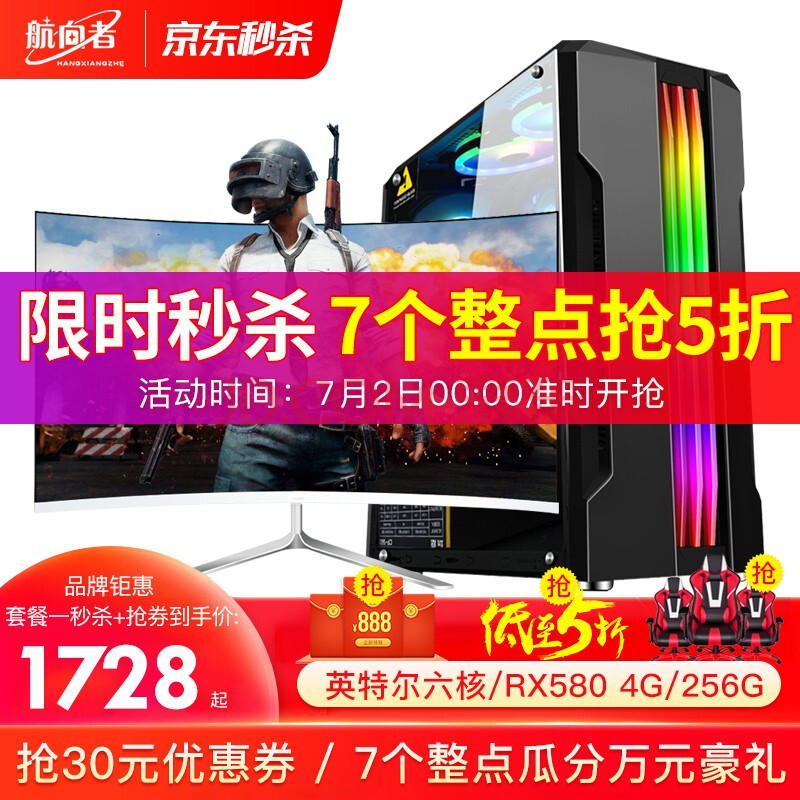 航向者
HANGXIANGZHE
京东秒杀
限时秒杀 7个整点抢5折
活动时间：7月2日00:00准时开抢
品牌钜惠
套餐一秒杀+抢券到手价:
1728起
抢
¥888
抢
低至5折
抢
英特尔六核/RX580 4G/256G
抢30元优惠券 / 7个整点瓜分万元豪礼